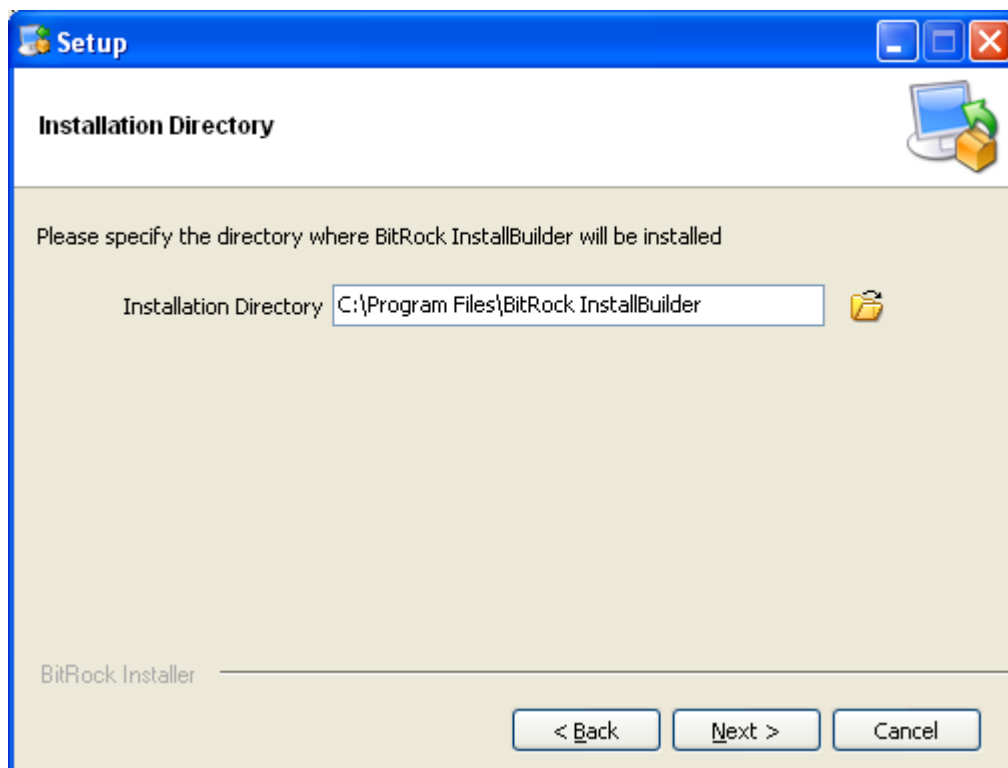 Setup
Installation Directory
Please specify the directory where BitRock InstallBuilder will be installed
Installation Directory C:\Program Files\BitRock InstallBuilder
BitRock Installer
< Back Next > Cancel